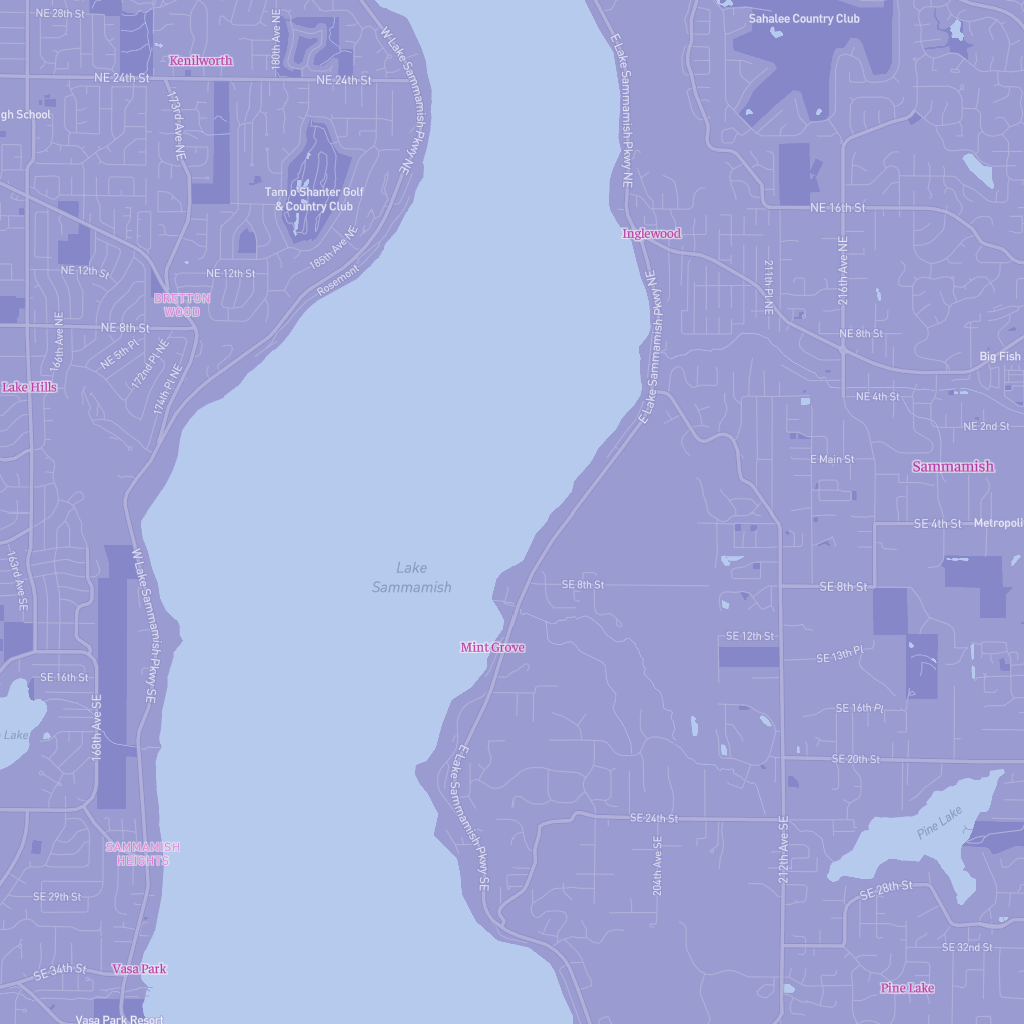 NE 28th St
180th Ave NE
W Lake Sammamish Pkwy NE
E Lake Sammamish Pkwy NE
Sahalee Country Club
Kenilworth
NE 24th St
NE 24th St
gh School
173rd Ave NE
Tam o'Shanter Golf
& Country Club
NE 16th St
Inglewood
185th Ave NE
Rosemont
NE 12th St
NE 12th St
211th Pl NE
216th Ave NE
BRETTON
WOOD
E Lake Sammamish Pkwy NE
NE 8th St
NE 8th St
166th Ave NE
NE 5th Pl
172nd Pl NE
174th Pl NE
Big Fish
Lake Hills
NE 4th St
NE 2nd St
E Main St
Sammamish
SE 4th St
Metropolit
163rd Ave SE
W Lake Sammamish Pkwy SE
Lake
Sammamish
SE 8th St
SE 8th St
SE 12th St
Mint Grove
SE 13th Pl
SE 16th St
168th Ave SE
SE 16th Pl
Lake
E Lake Sammamish Pkwy SE
SE 20th St
SE 24th St
Pine Lake
204th Ave SE
212th Ave SE
SAMMAMISH
HEIGHTS
SE 29th St
SE 28th St
SE 32nd St
Vasa Park
SE 34th St
Pine Lake
Vasa Park Resort